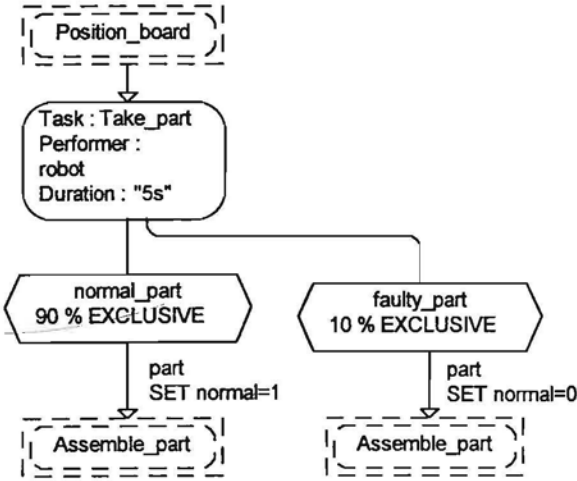 Position_board
Task : Take_part
Performer :
robot
Duration : "5s"
normal_part
90 % EXCLUSIVE
faulty_part
10 % EXCLUSIVE
part
SET normal=1
part
SET normal=0
Assemble_part
Assemble_part